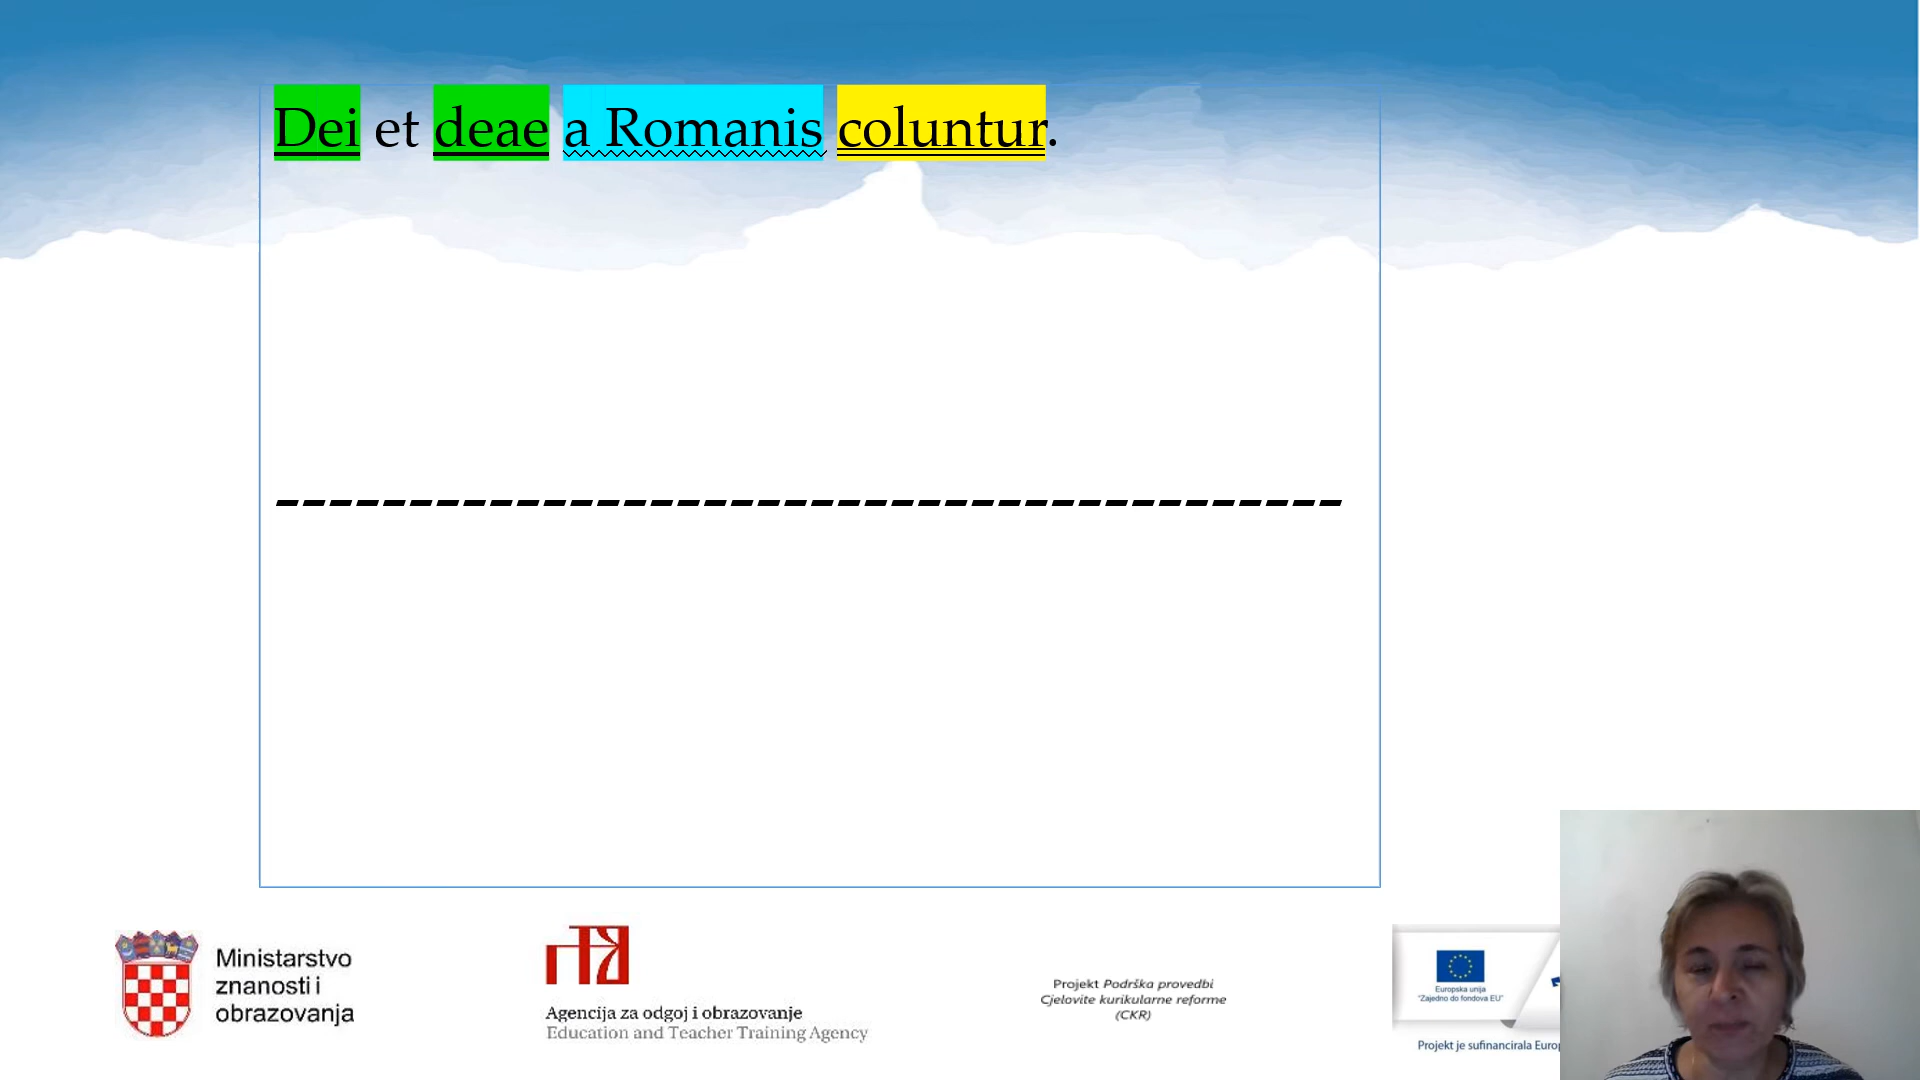 Dei et deae a Romanis coluntur.
----------------------------------------
Ministarstvo
znanosti i
obrazovanja
Agencija za odgoj i obrazovanje
Education and Teacher Training Agency
Projekt Podrška provedbi
Cjelovite kurikularne reforme
(CKR)
Europska unija
"Zajedno do fondova EU"
Projekt je sufinancirala Europ